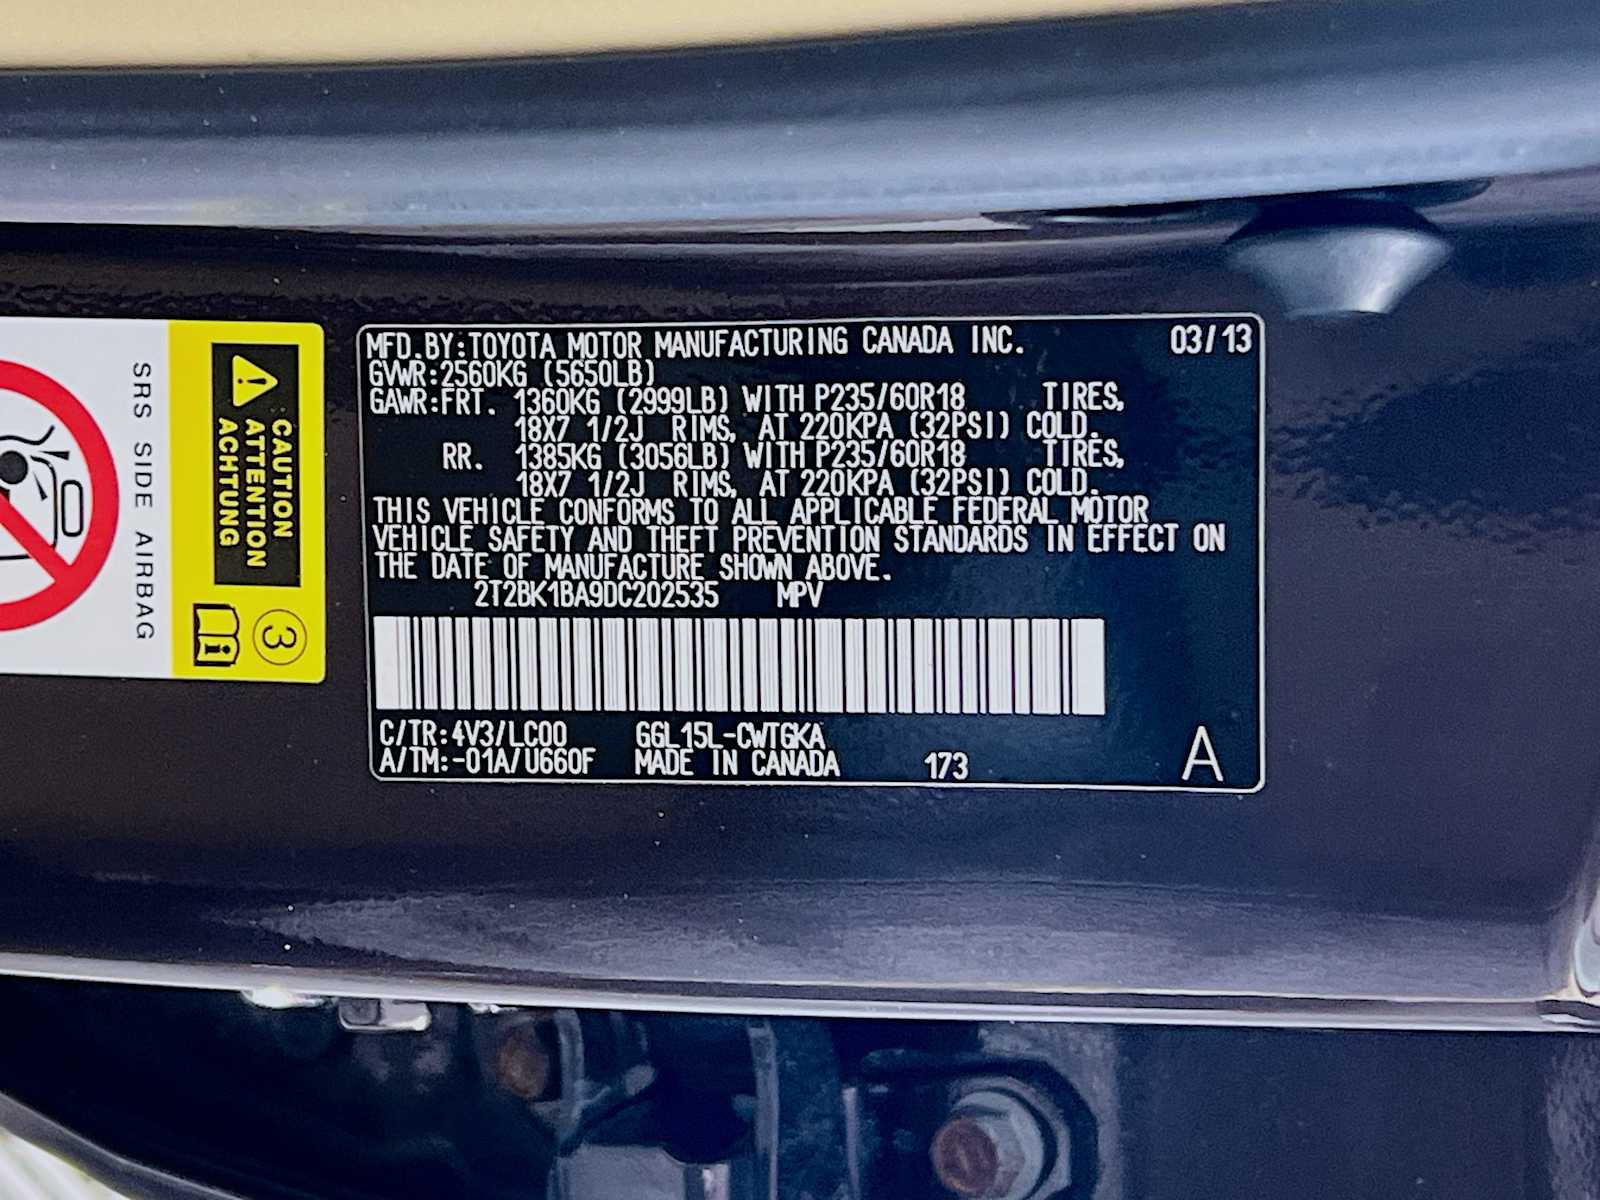 MFD.BY:TOYOTA MOTOR MANUFACTURING CANADA INC. 03/13
GVWR:2560KG (5650LB)
GAWR:FRT. 1360KG (2999LB) WITH P235/60R18 TIRES,
18X7 1/2J RIMS, AT 220KPA (32PSI) COLD.
RR. 1385KG (3056LB) WITH P235/60R18 TIRES,
18X7 1/2J RIMS, AT 220KPA (32PSI) COLD.
THIS VEHICLE CONFORMS TO ALL APPLICABLE FEDERAL MOTOR
VEHICLE SAFETY AND THEFT PREVENTION STANDARDS IN EFFECT ON
THE DATE OF MANUFACTURE SHOWN ABOVE.
2T2BK1BA9DC202535 MPV
C/TR:4V3/LC00 GGL15L-CWTGKA
A/TM:-01A/U660F MADE IN CANADA 173 A
CAUTION
ATTENTION
ACHTUNG
3
SRS SIDE AIRBAG